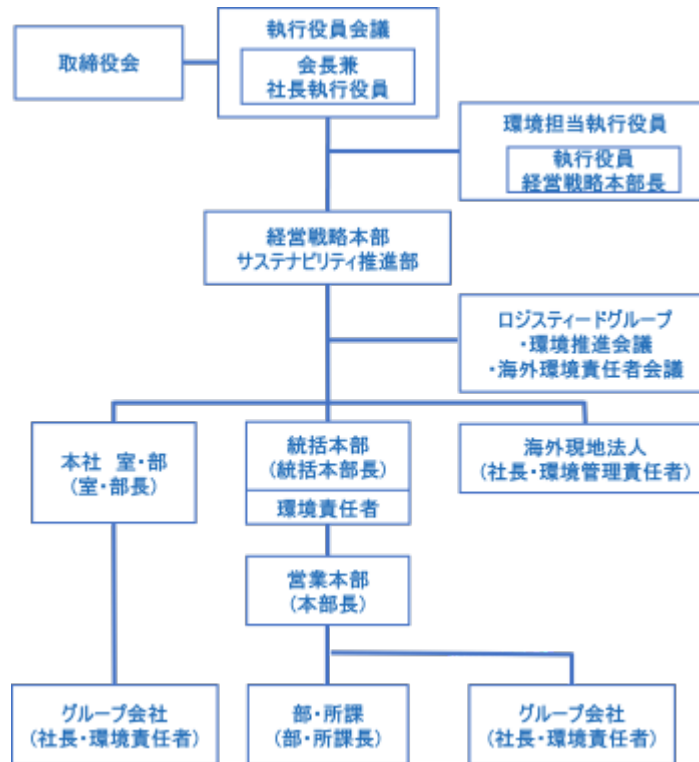 執行役員会議
取締役会
会長兼
社長執行役員
環境担当執行役員
執行役員
経営戦略本部長
経営戦略本部
サステナビリティ推進部
ロジスティードグループ
・環境推進会議
・海外環境責任者会議
本社 室・部
(室・部長)
統括本部
(統括本部長)
環境責任者
海外現地法人
(社長・環境管理責任者)
営業本部
(本部長)
グループ会社
(社長・環境責任者)
部・所課
(部・所課長)
グループ会社
(社長・環境責任者)